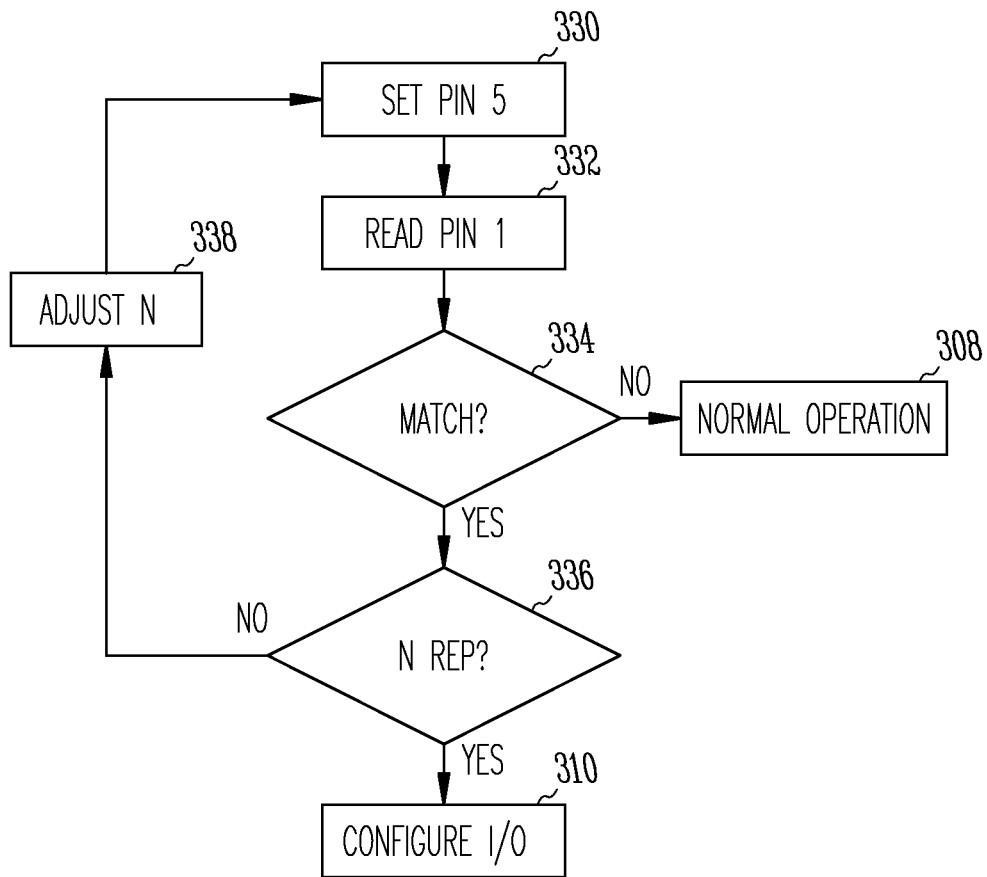 330
SET PIN 5
332
READ PIN 1
338
ADJUST N
334
MATCH?
NO
308
NORMAL OPERATION
YES
336
NO
N REP?
YES
310
CONFIGURE I/O